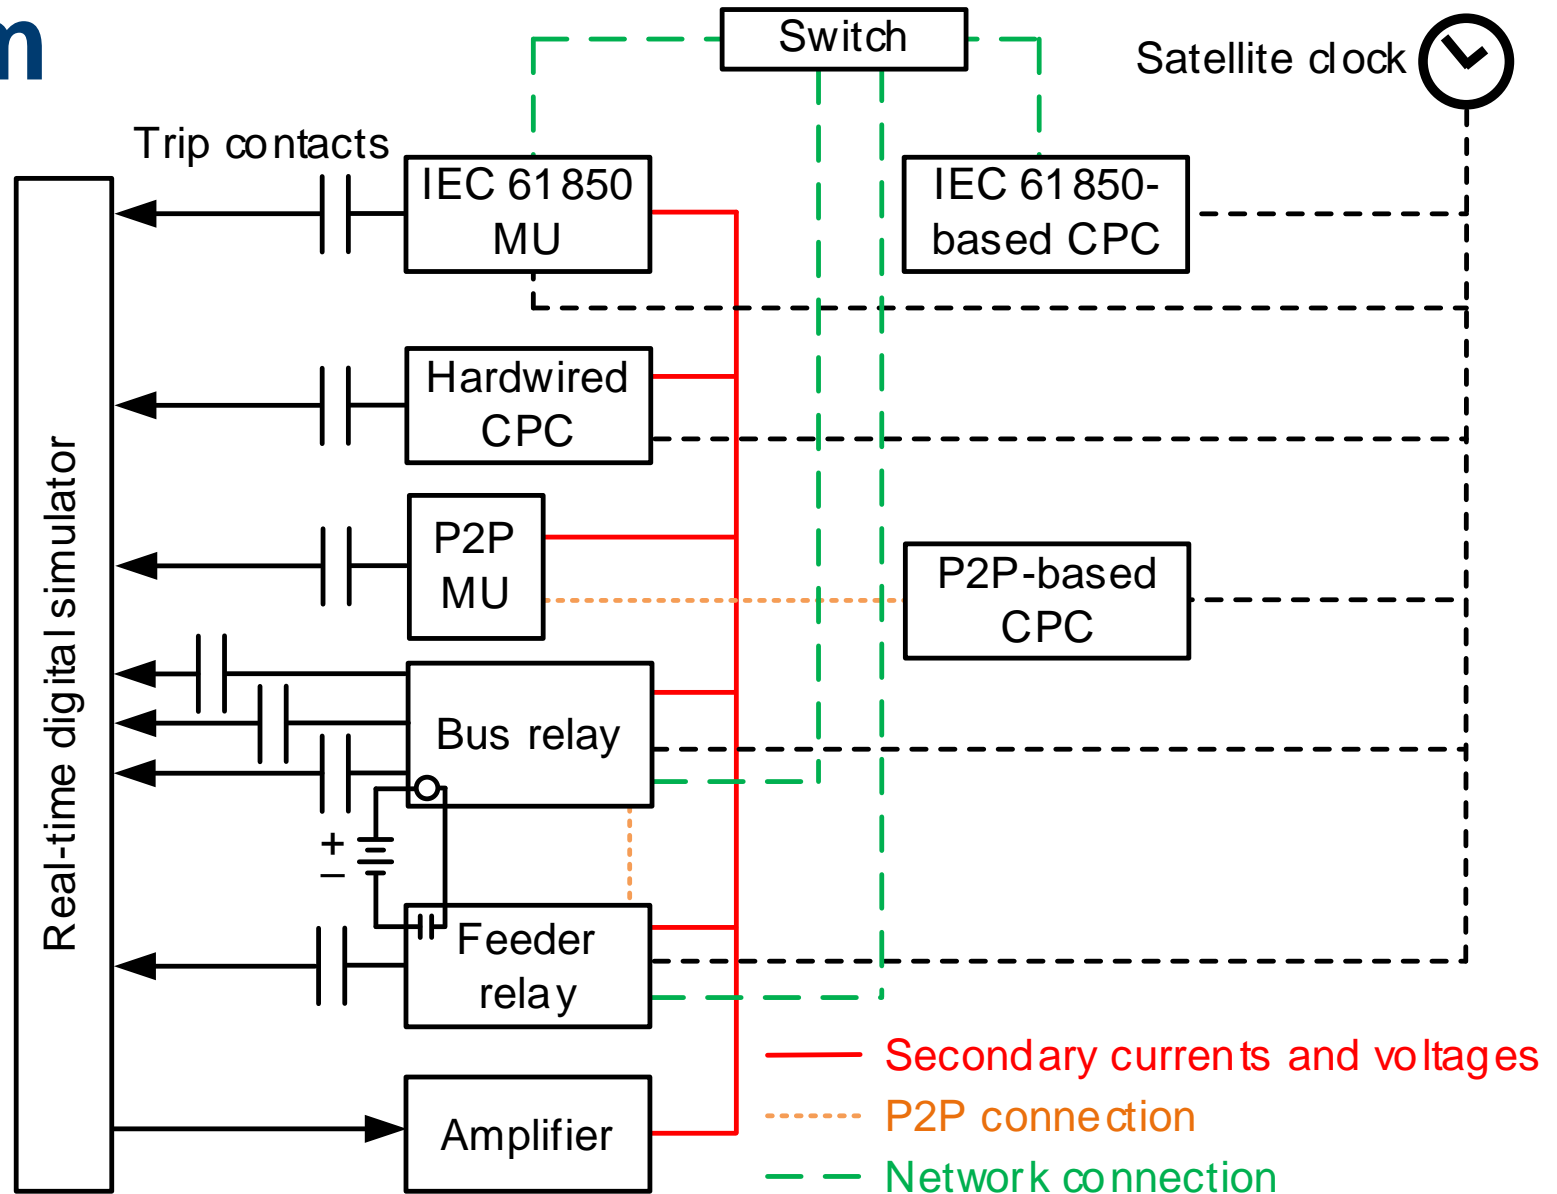 m
Switch
Satellite clock
Trip contacts
IEC 61850
MU
IEC 61850-
based CPC
Hardwired
CPC
Real-time digital simulator
P2P
MU
P2P-based
CPC
Bus relay
+
–
Feeder
relay
Secondary currents and voltages
P2P connection
Amplifier
Network connection